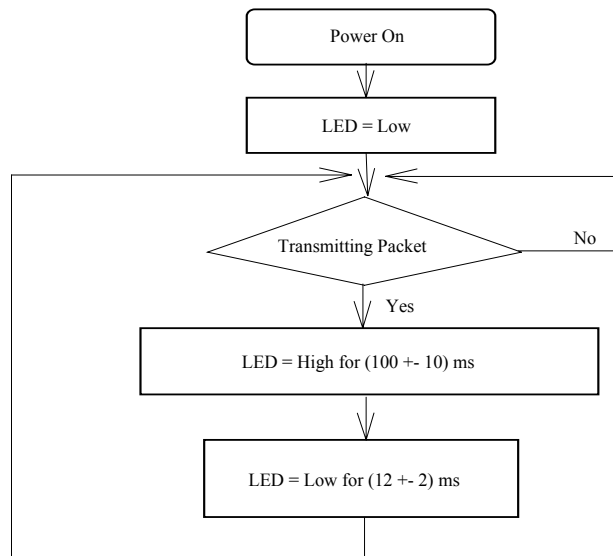 Power On
LED = Low
Transmitting Packet
No
Yes
LED = High for (100 +- 10) ms
LED = Low for (12 +- 2) ms